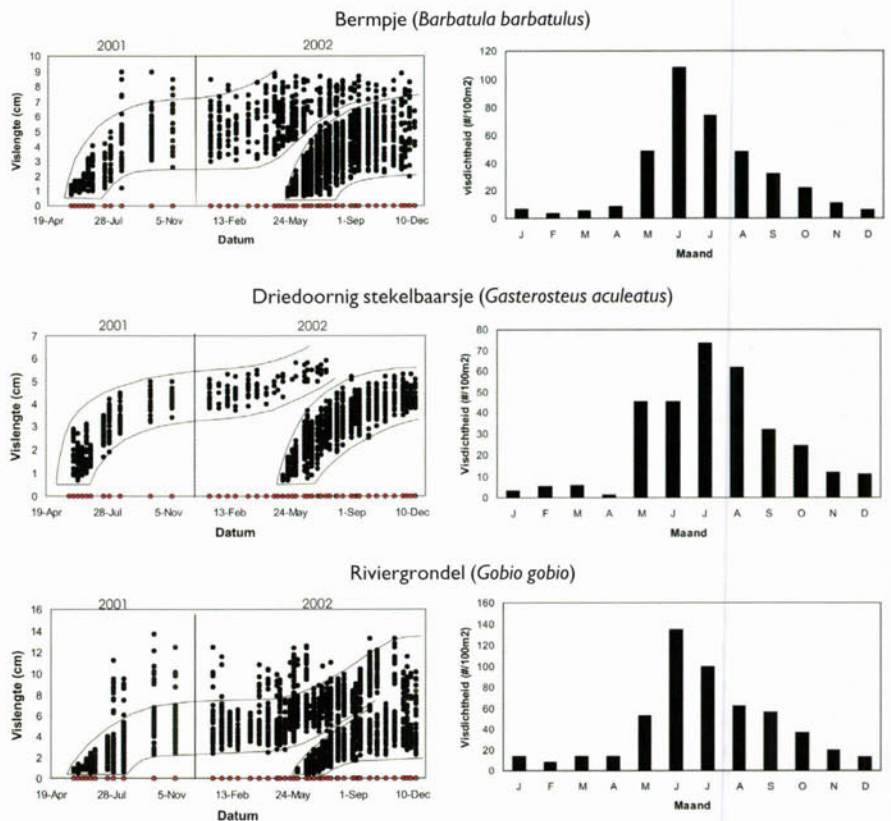 Bermpje (Barbatula barbatulus)
2001 2002
Vislengte (cm)
10
9
8
7
6
5
4
3
2
1
0
19-Apr 28-Jul 5-Nov 13-Feb 24-May 1-Sep 10-Dec
Datum
visdichtheid (#/100m2)
120
100
80
60
40
20
0
J F M A M J J A S O N D
Maand
Driedoornig stekelbaarsje (Gasterosteus aculeatus)
2001 2002
Vislengte (cm)
7
6
5
4
3
2
1
0
19-Apr 28-Jul 5-Nov 13-Feb 24-May 1-Sep 10-Dec
Datum
Visdichtheid (#/100m2)
80
70
60
50
40
30
20
10
0
J F M A M J J A S O N D
Maand
Riviergrondel (Gobio gobio)
2001 2002
Vislengte (cm)
16
14
12
10
8
6
4
2
0
19-Apr 28-Jul 5-Nov 13-Feb 24-May 1-Sep 10-Dec
Datum
Visdichtheid (#/100m2)
160
140
120
100
80
60
40
20
0
J F M A M J J A S O N D
Maand